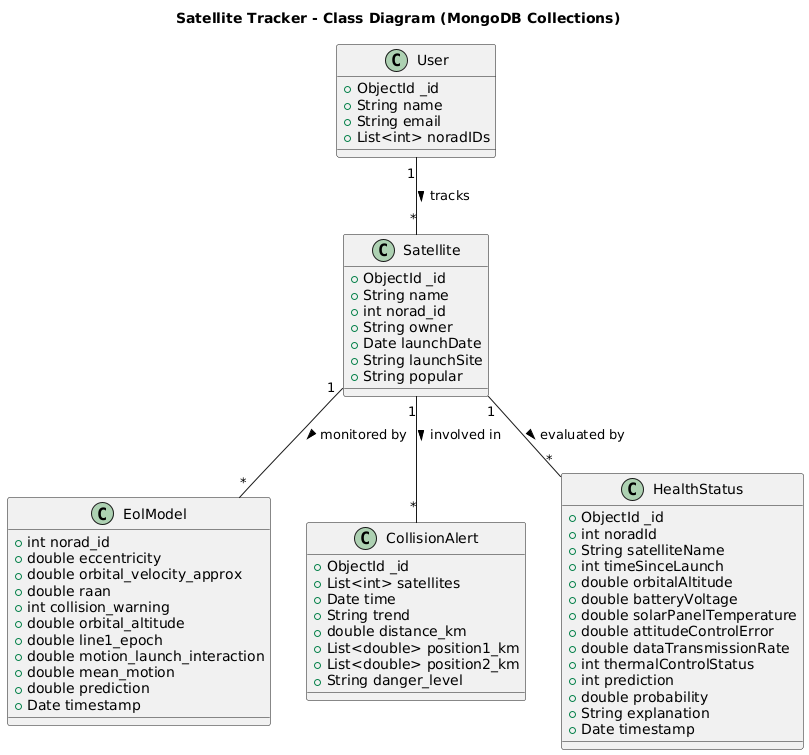 Satellite Tracker - Class Diagram (MongoDB Collections)
C User
ObjectId _id
String name
String email
List<int> noradIDs
1
tracks
*
C Satellite
ObjectId _id
String name
int norad_id
String owner
Date launchDate
String launchSite
String popular
1
1
1
monitored by
involved in
evaluated by
*
*
*
C EolModel
int norad_id
double eccentricity
double orbital_velocity_approx
double raan
int collision_warning
double orbital_altitude
double line1_epoch
double motion_launch_interaction
double mean_motion
double prediction
Date timestamp
C CollisionAlert
ObjectId _id
List<int> satellites
Date time
String trend
double distance_km
List<double> position1_km
List<double> position2_km
String danger_level
C HealthStatus
ObjectId _id
int noradId
String satelliteName
int timeSinceLaunch
double orbitalAltitude
double batteryVoltage
double solarPanelTemperature
double attitudeControlError
double dataTransmissionRate
int thermalControlStatus
int prediction
double probability
String explanation
Date timestamp